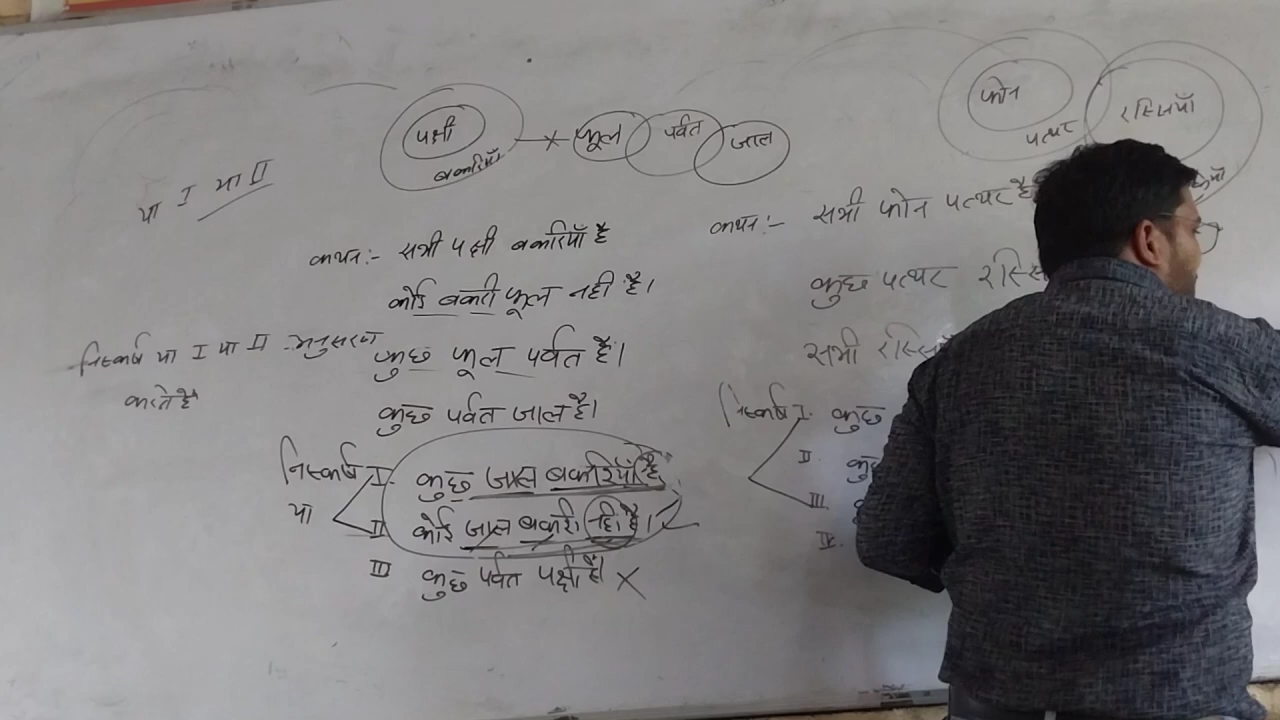 पक्षी
बकरियाँ
फूल
पर्वत
जाल
फोन
पत्थर
रस्सियाँ
या I या II
कथन:- सभी पक्षी बकरियाँ है
कोई बकरी फूल नही है।
कुछ फूल पर्वत है।
कुछ पर्वत जाल है।
निस्कर्ष I. कुछ जाल बकरियाँ है
या II कोई जाल बकरी नही है।
III कुछ पर्वत पक्षी है। X
निस्कर्ष या I या II अनुसरण
करते है
कथन:- सभी फोन पत्थर है
कुछ पत्थर
सभी
निस्कर्ष I. कुछ
II.
III
IV.